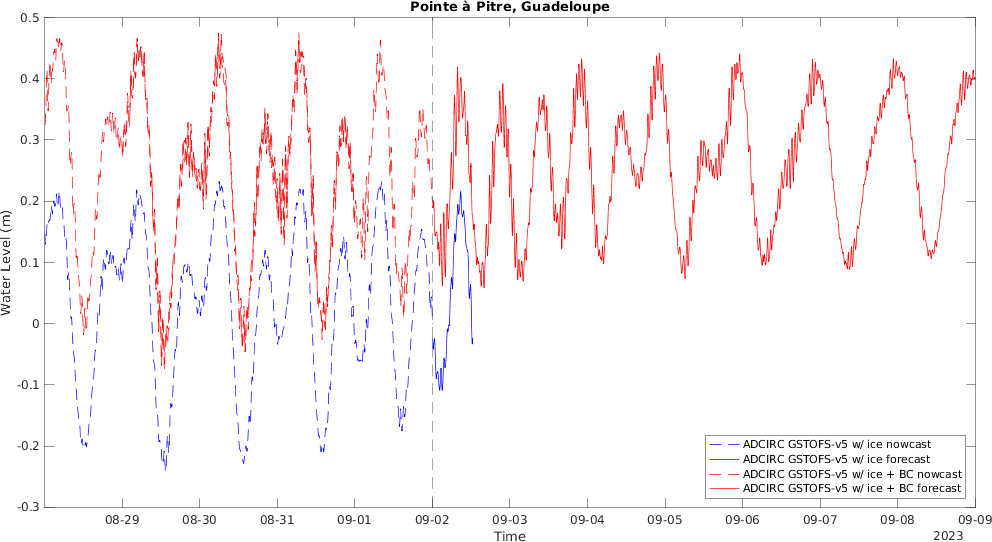 Pointe à Pitre, Guadeloupe
0.5
0.4
0.3
0.2
0.1
0
-0.1
-0.2
-0.3
Water Level (m)
ADCIRC GSTOFS-v5 w/ ice nowcast
ADCIRC GSTOFS-v5 w/ ice forecast
ADCIRC GSTOFS-v5 w/ ice + BC nowcast
ADCIRC GSTOFS-v5 w/ ice + BC forecast
08-29 08-30 08-31 09-01 09-02 09-03 09-04 09-05 09-06 09-07 09-08 09-09
Time
2023